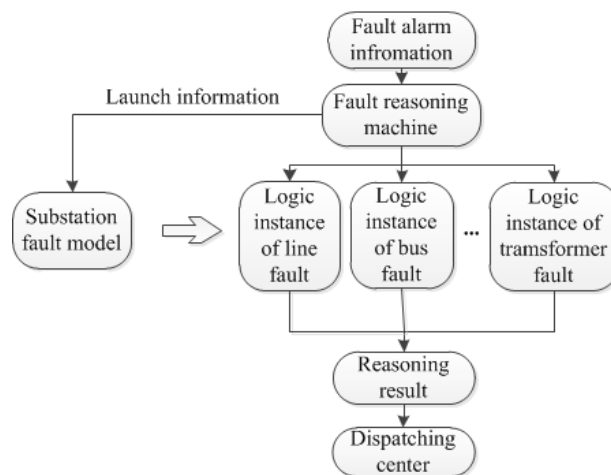 Fault alarm
infromation
Launch information
Fault reasoning
machine
Substation
fault model
Logic
instance
of line
fault
Logic
instance
of bus
fault
...
Logic
instance of
tramsformer
fault
Reasoning
result
Dispatching
center